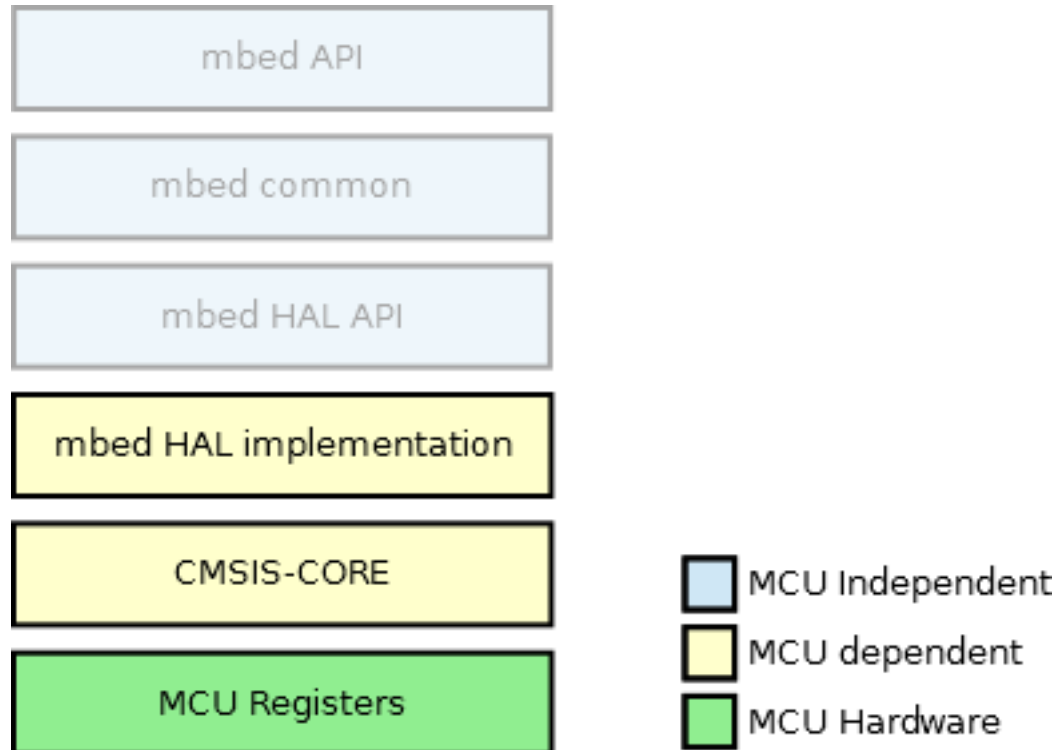 mbed API
mbed common
mbed HAL API
mbed HAL implementation
CMSIS-CORE
MCU Registers
MCU Independent
MCU dependent
MCU Hardware